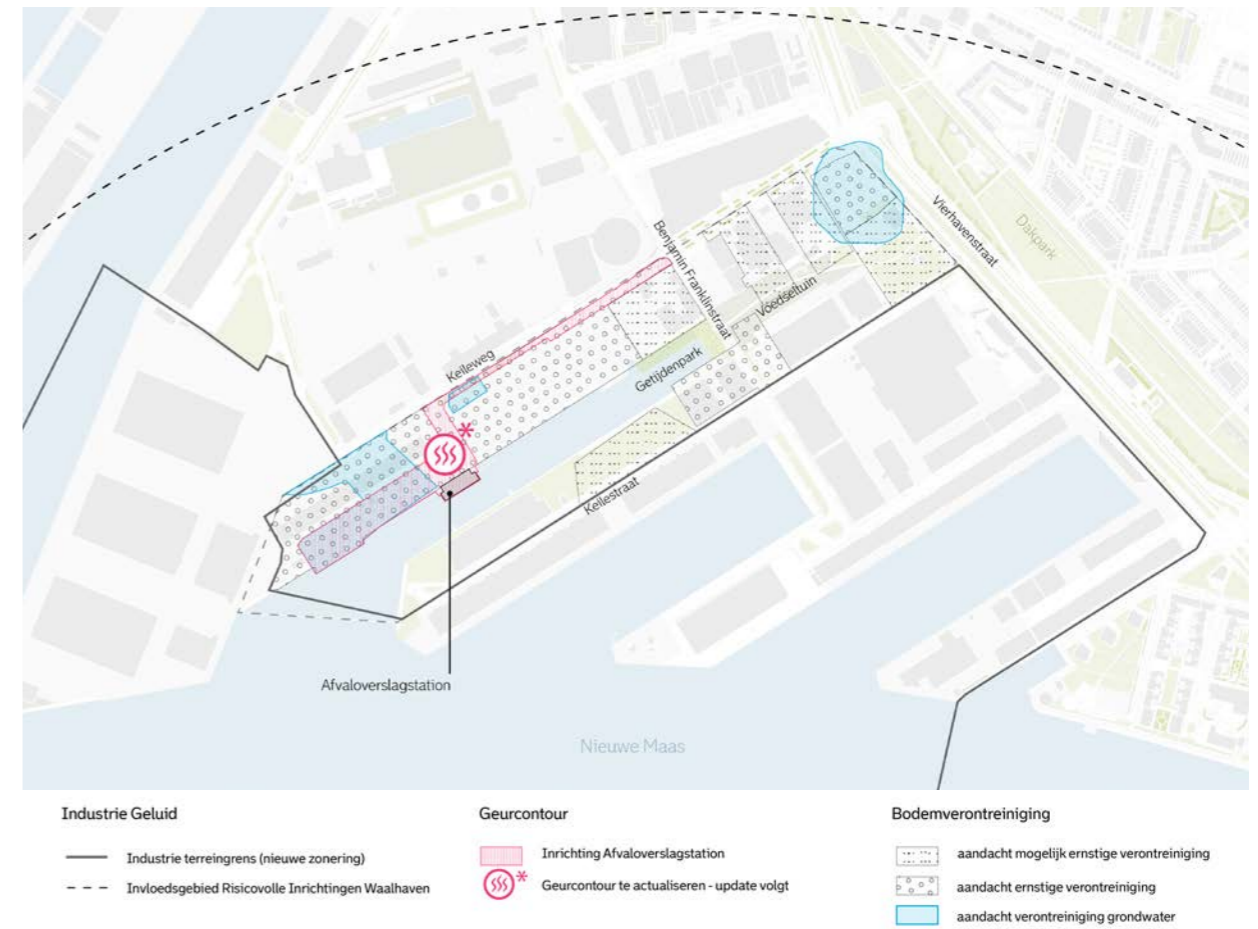 Vierhavenstraat
Dakpark
Benjamin Franklinstraat
Voedseltuin
Keileweg
Getijdenpark
Keilestraat
Afvaloverslagstation
Nieuwe Maas
Industrie Geluid
Industrie terreingrens (nieuwe zonering)
Invloedsgebied Risicovolle Inrichtingen Waalhaven
Geurcontour
Inrichting Afvaloverslagstation
Geurcontour te actualiseren - update volgt
Bodemverontreiniging
aandacht mogelijk ernstige verontreiniging
aandacht ernstige verontreiniging
aandacht verontreiniging grondwater